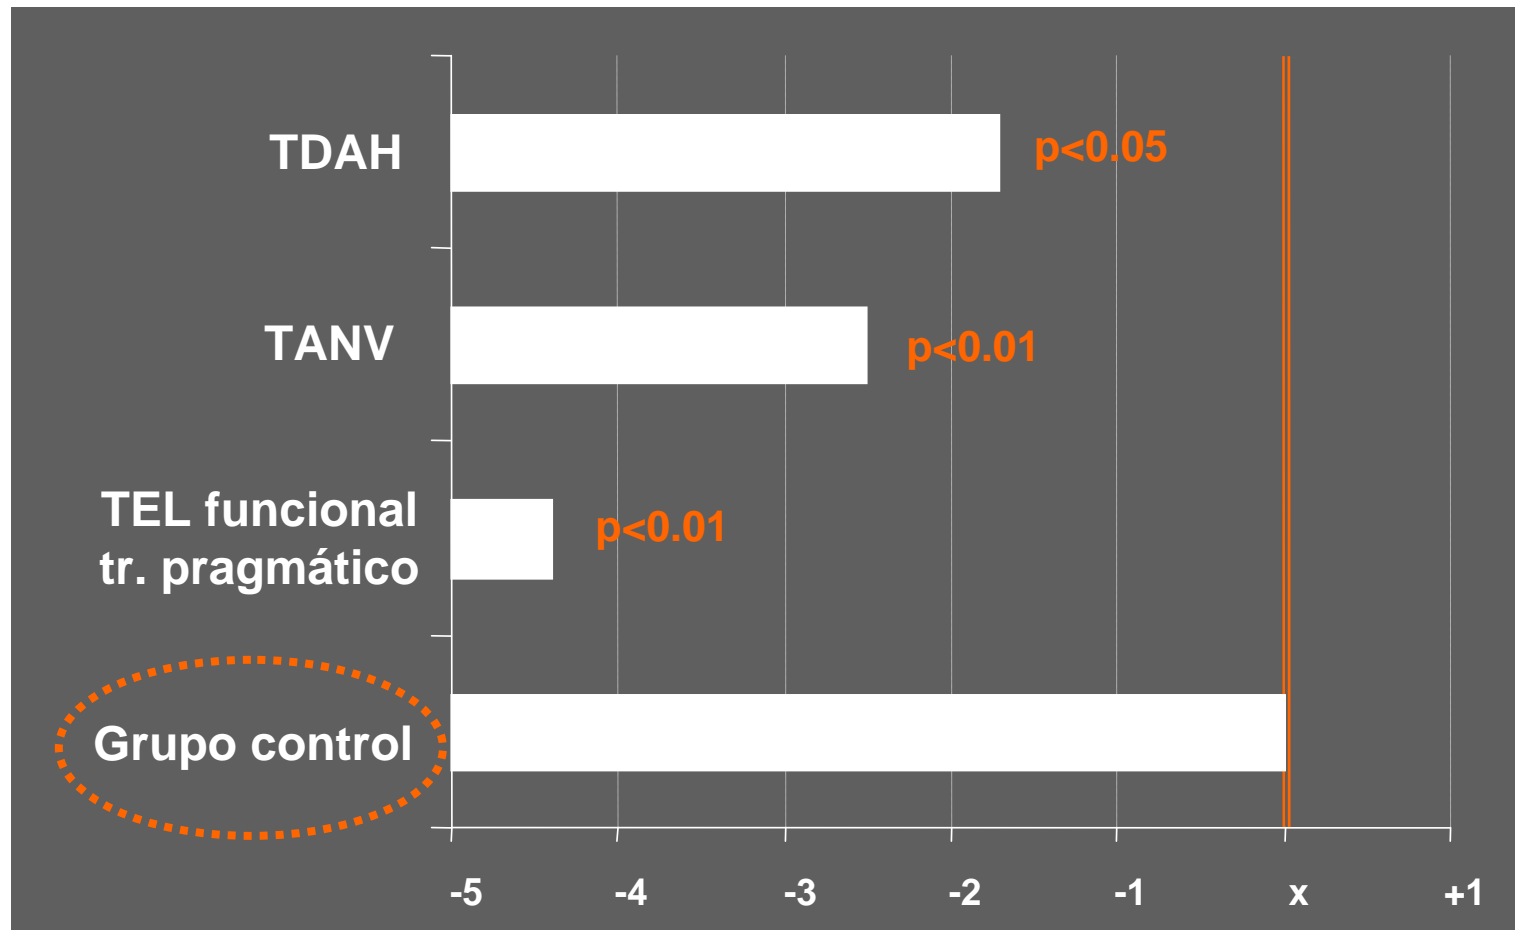 TDAH
p<0.05
TANV
p<0.01
TEL funcional
tr. pragmático
p<0.01
Grupo control
-5 -4 -3 -2 -1 x +1